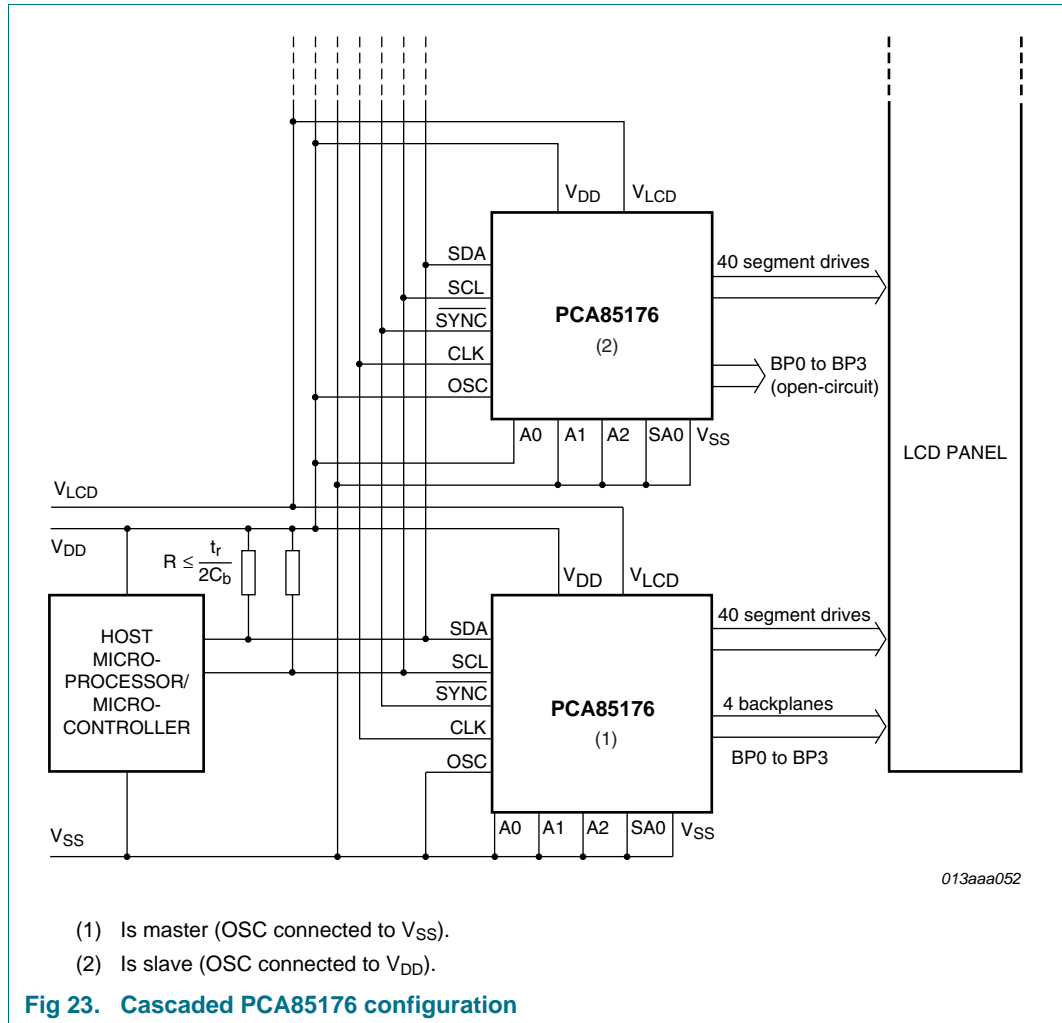 VDD VLCD
SDA
SCL
SYNC
CLK
OSC
PCA85176
(2)
40 segment drives
BP0 to BP3
(open-circuit)
A0 A1 A2 SA0 VSS
LCD PANEL
VLCD
VDD
R ≤ tr
2Cb
VDD VLCD
HOST
MICRO-
PROCESSOR/
MICRO-
CONTROLLER
SDA
SCL
SYNC
CLK
OSC
PCA85176
(1)
40 segment drives
4 backplanes
BP0 to BP3
A0 A1 A2 SA0 VSS
VSS
013aaa052
(1) Is master (OSC connected to VSS).
(2) Is slave (OSC connected to VDD).
Fig 23. Cascaded PCA85176 configuration